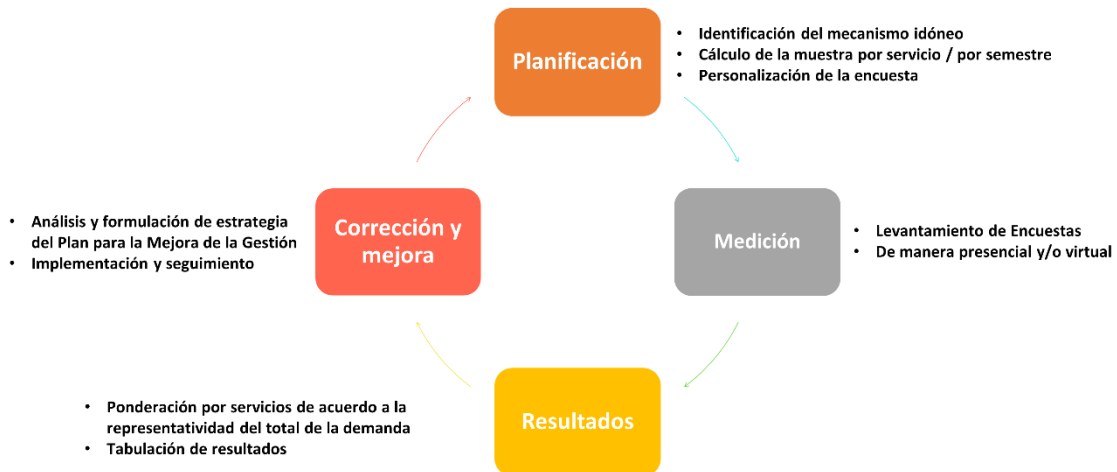 Planificación
• Identificación del mecanismo idóneo
• Cálculo de la muestra por servicio / por semestre
• Personalización de la encuesta
Medición
• Levantamiento de Encuestas
• De manera presencial y/o virtual
Resultados
• Ponderación por servicios de acuerdo a la
representatividad del total de la demanda
• Tabulación de resultados
Corrección y
mejora
• Análisis y formulación de estrategia
del Plan para la Mejora de la Gestión
• Implementación y seguimiento